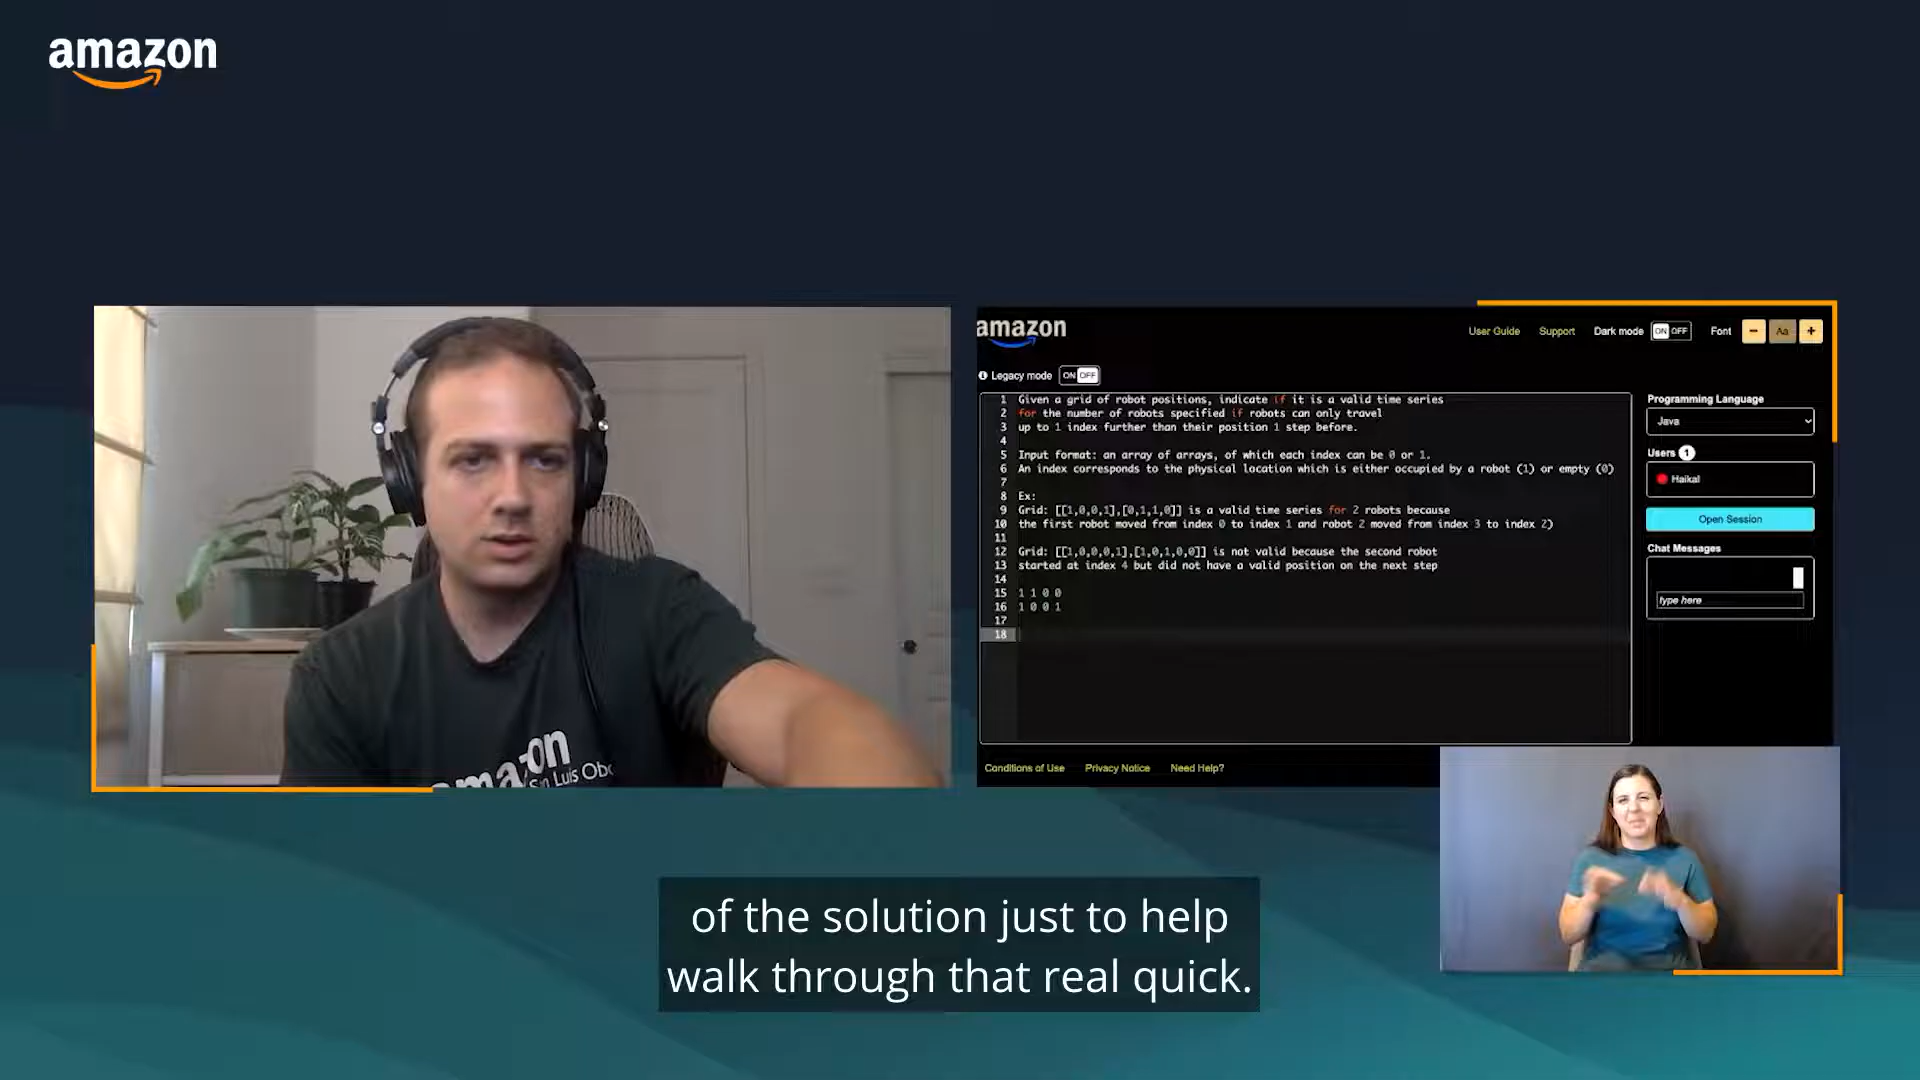 amazon
amazon
San Luis Obi
amazon
User Guide Support Dark mode ON OFF Font - Aa +
Legacy mode ON OFF
1 Given a grid of robot positions, indicate if it is a valid time series
2 for the number of robots specified if robots can only travel
3 up to 1 index further than their position 1 step before.
4
5 Input format: an array of arrays, of which each index can be 0 or 1.
6 An index corresponds to the physical location which is either occupied by a robot (1) or empty (0)
7
8 Ex:
9 Grid: [[1,0,0,1],[0,1,1,0]] is a valid time series for 2 robots because
10 the first robot moved from index 0 to index 1 and robot 2 moved from index 3 to index 2)
11
12 Grid: [[1,0,0,0,1],[1,0,1,0,0]] is not valid because the second robot
13 started at index 4 but did not have a valid position on the next step
14
15 1 1 0 0
16 1 0 0 1
17
18
Programming Language
Java
Users 1
Haikal
Open Session
Chat Messages
type here
Conditions of Use Privacy Notice Need Help?
of the solution just to help
walk through that real quick.